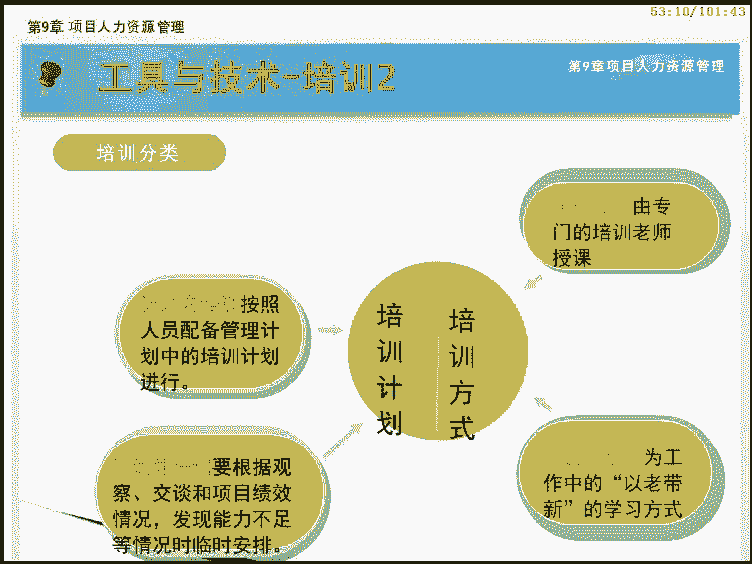 53:10/101:43
第9章 项目人力资源管理
工具与技术-培训2
第9章项目人力资源管理
培训分类
由专
门的培训老师
授课
按照
人员配备管理计
划中的培训计划
进行。
培训计划
培训方式
要根据观
察、交谈和项目绩效
情况，发现能力不足
等情况时临时安排。
为工
作中的“以老带
新”的学习方式